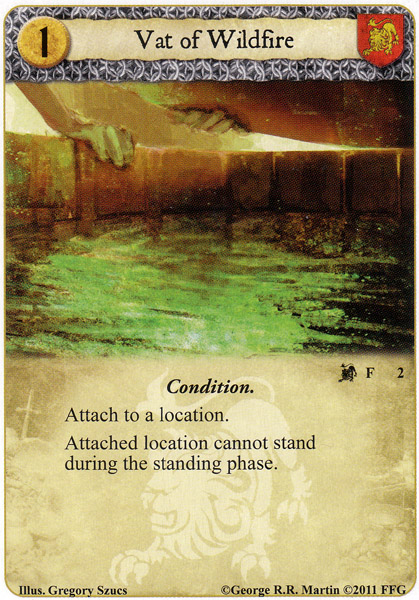 1
Vat of Wildfire
F 2
Condition.
Attach to a location.
Attached location cannot stand
during the standing phase.
Illus. Gregory Szucs ©George R.R. Martin ©2011 FFG